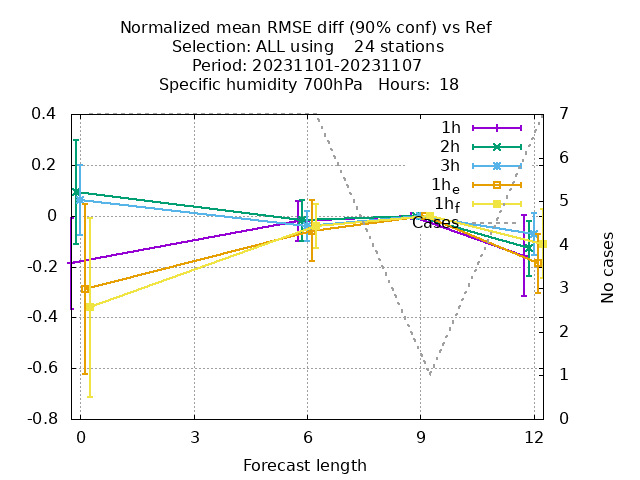 Normalized mean RMSE diff (90% conf) vs Ref
Selection: ALL using    24 stations
Period: 20231101-20231107
Specific humidity 700hPa   Hours:  18
0.4
0.2
0
-0.2
-0.4
-0.6
-0.8
7
6
5
4
3
2
1
0
1h
2h
3h
1h_e
1h_f
Cases
No cases
0
3
6
9
12
Forecast length